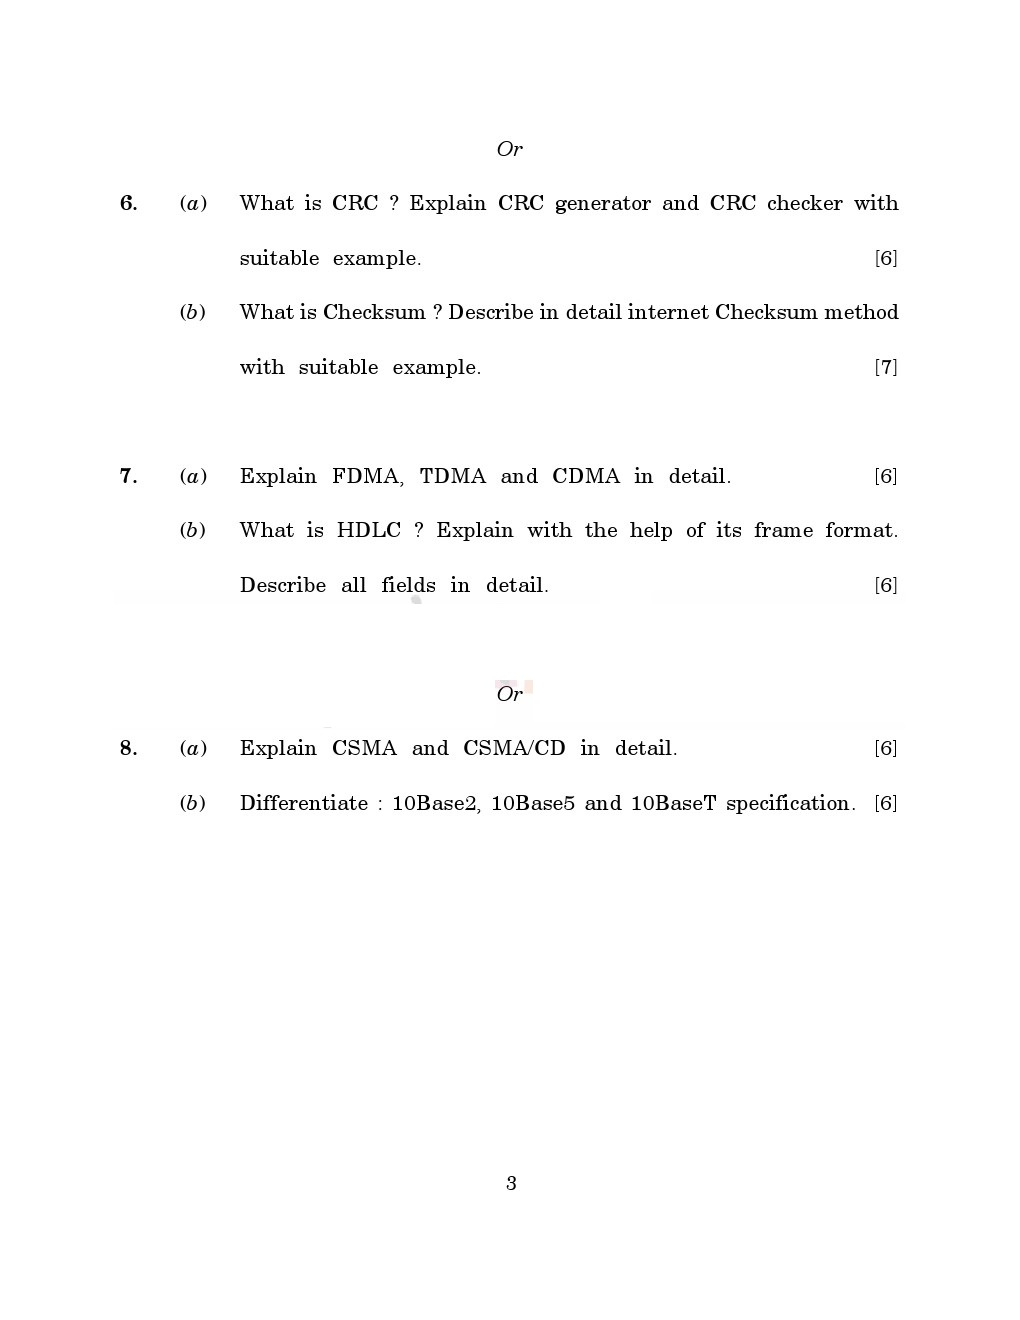 Or
6. (a) What is CRC ? Explain CRC generator and CRC checker with
suitable example. [6]
(b) What is Checksum ? Describe in detail internet Checksum method
with suitable example. [7]
7. (a) Explain FDMA, TDMA and CDMA in detail. [6]
(b) What is HDLC ? Explain with the help of its frame format.
Describe all fields in detail. [6]
Or
8. (a) Explain CSMA and CSMA/CD in detail. [6]
(b) Differentiate : 10Base2, 10Base5 and 10BaseT specification. [6]
3